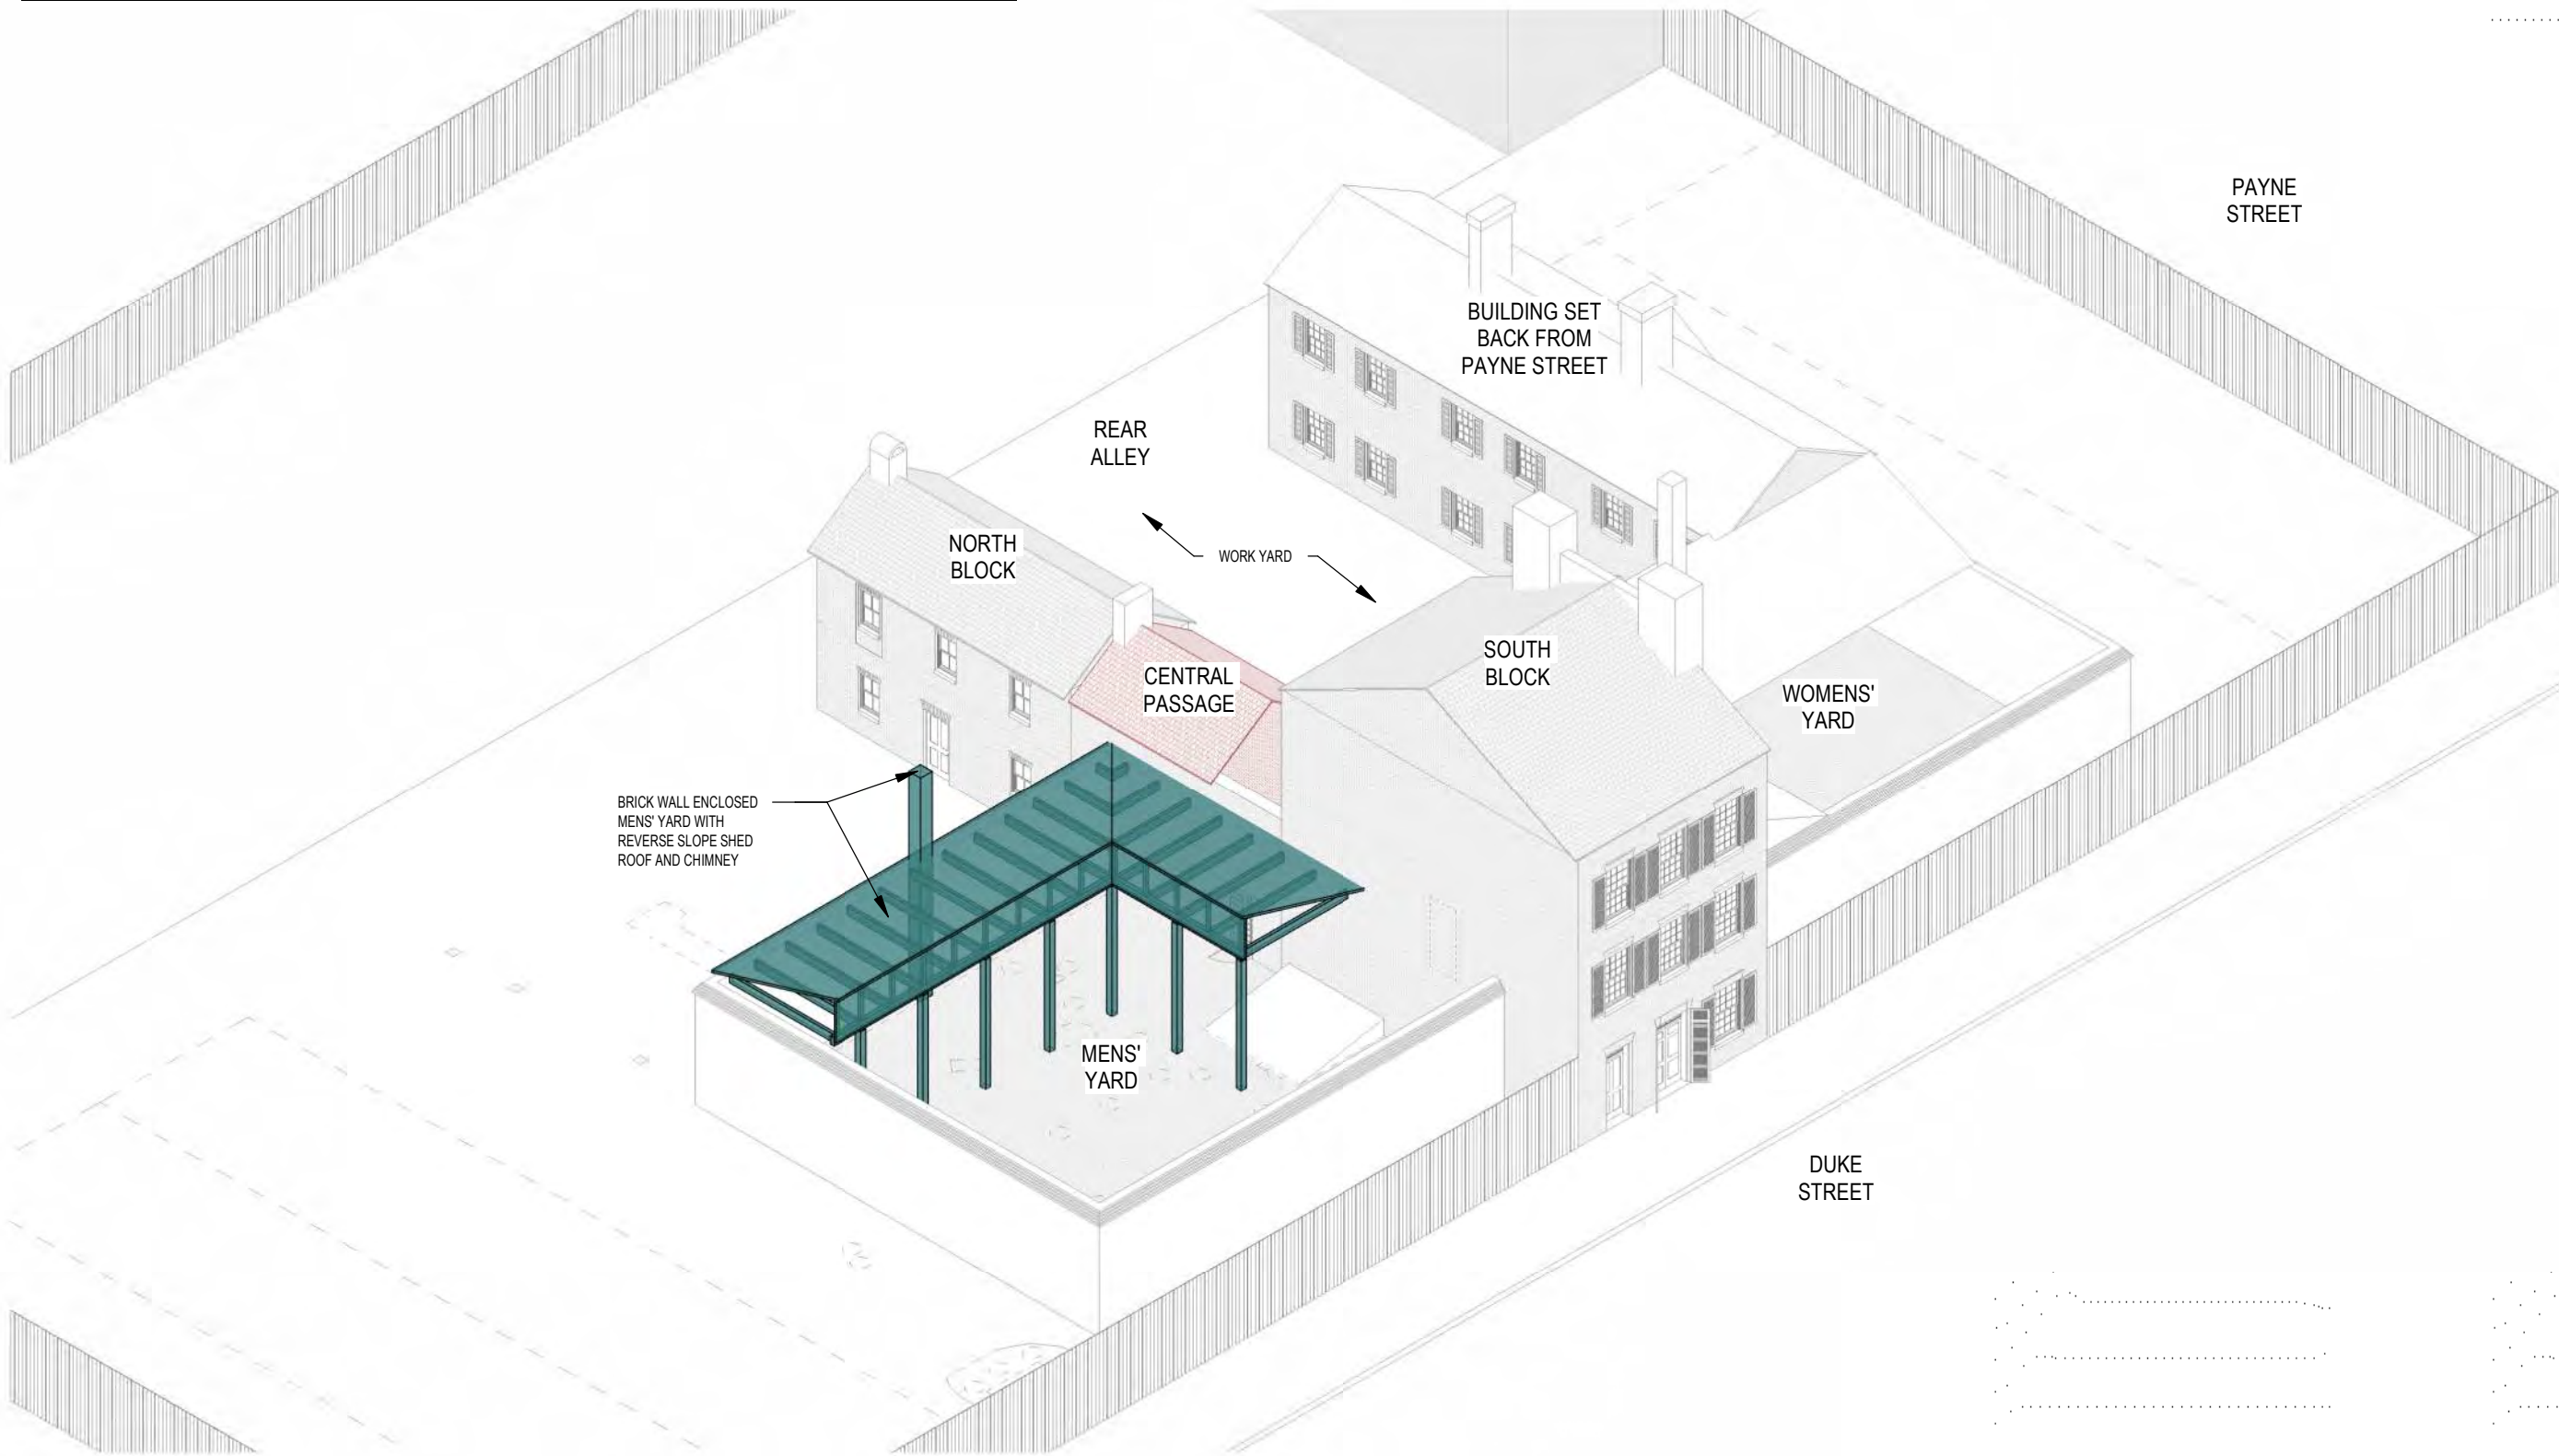 PAYNE
STREET
BUILDING SET
BACK FROM
PAYNE STREET
REAR
ALLEY
NORTH
BLOCK
WORK YARD
CENTRAL
PASSAGE
SOUTH
BLOCK
WOMENS'
YARD
BRICK WALL ENCLOSED
MENS' YARD WITH
REVERSE SLOPE SHED
ROOF AND CHIMNEY
MENS'
YARD
DUKE
STREET